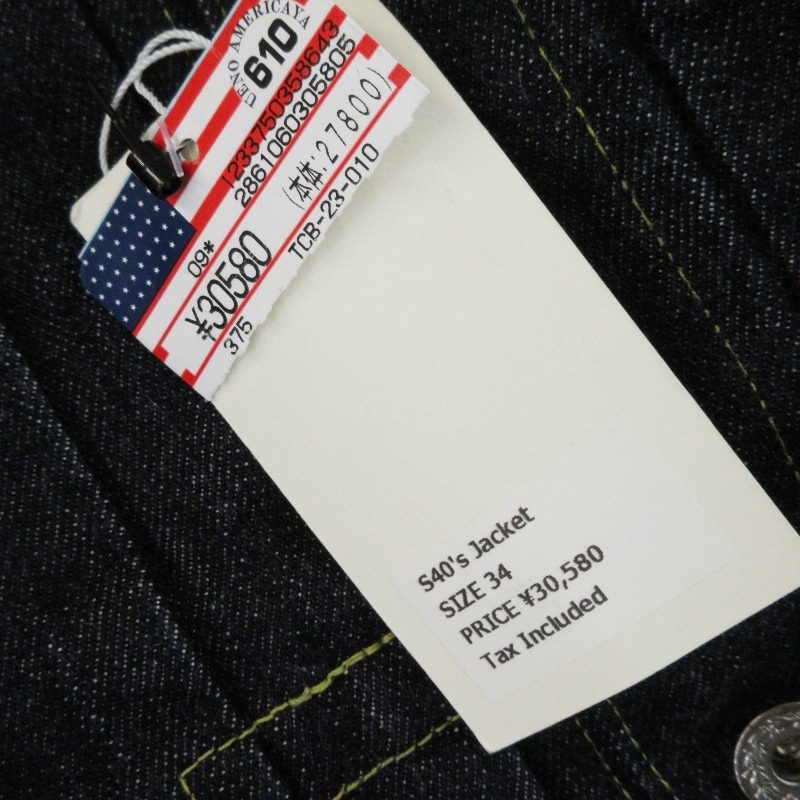 UENO AMERICAYA
610
1233750358643
2861060305805
(本体:27800)
TCB-23-010
09*
¥30580
375
S40's Jacket
SIZE 34
PRICE ¥30,580
Tax Included